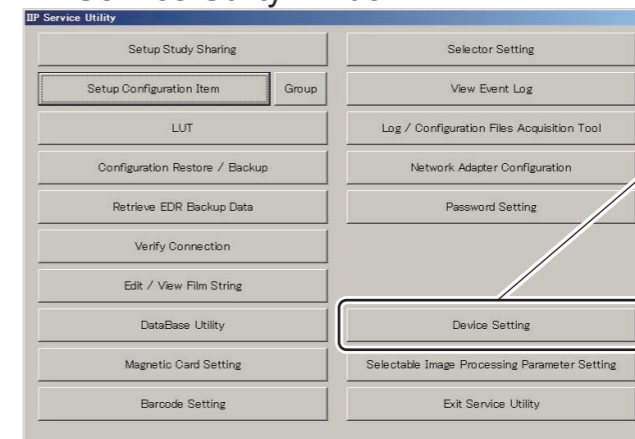 IIP Service Utility
Setup Study Sharing
Selector Setting
Setup Configuration Item
Group
View Event Log
LUT
Log / Configuration Files Acquisition Tool
Configuration Restore / Backup
Network Adapter Configuration
Retrieve EDR Backup Data
Password Setting
Verify Connection
Edit / View Film String
DataBase Utility
Device Setting
Magnetic Card Setting
Selectable Image Processing Parameter Setting
Barcode Setting
Exit Service Utility